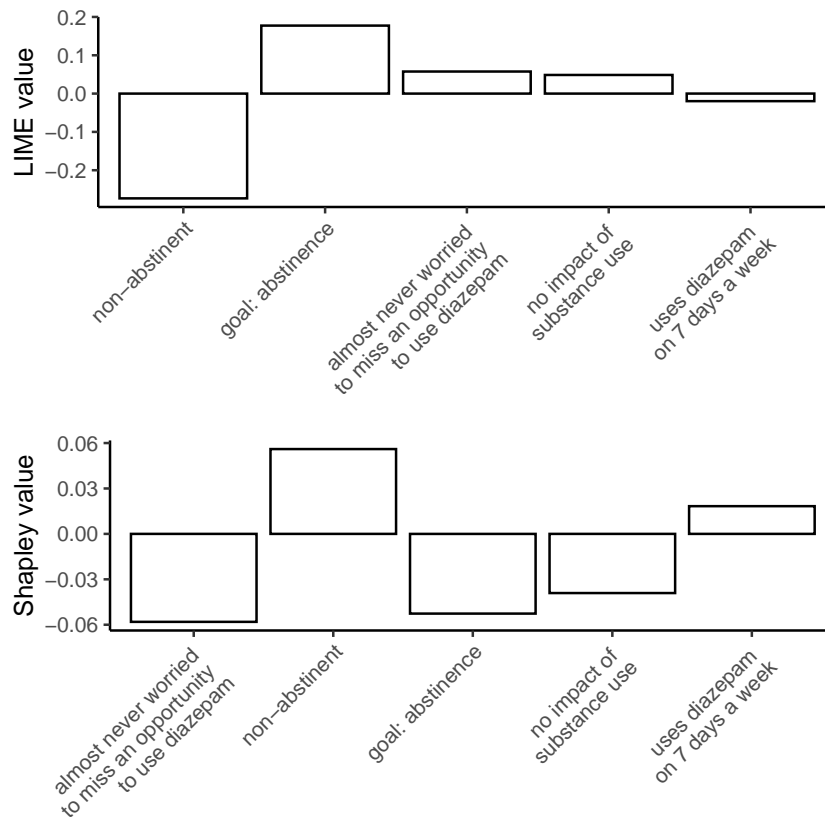 LIME value
0.2
0.1
0.0
−0.1
−0.2
non−abstinent
goal: abstinence
almost never worried
to miss an opportunity
to use diazepam
no impact of
substance use
uses diazepam
on 7 days a week
Shapley value
0.06
0.03
0.00
−0.03
−0.06
almost never worried
to miss an opportunity
to use diazepam
non−abstinent
goal: abstinence
no impact of
substance use
uses diazepam
on 7 days a week